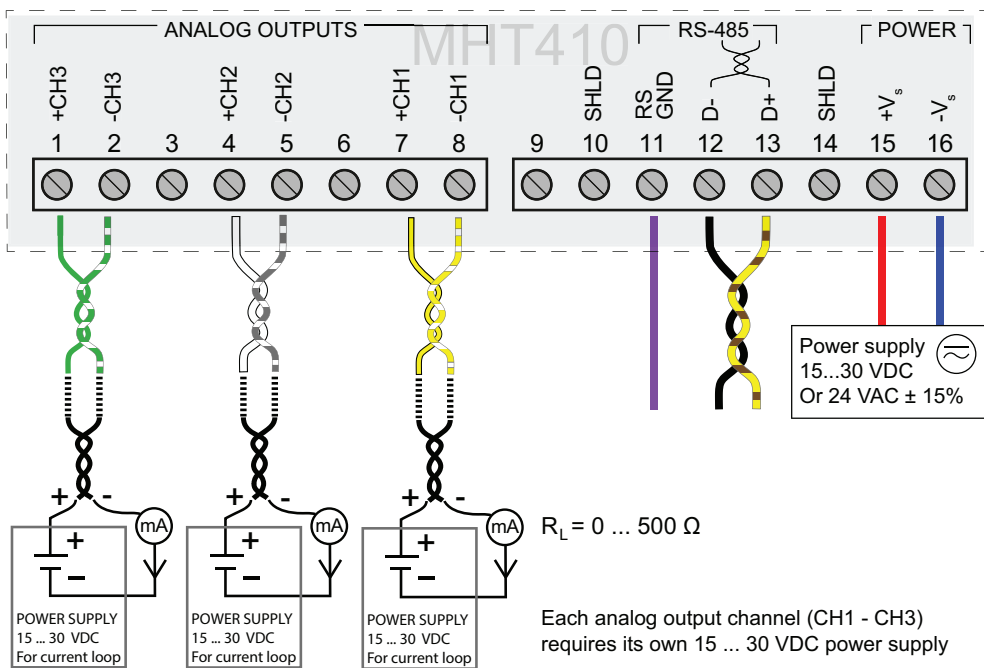 MHT410
ANALOG OUTPUTS
RS-485
POWER
+CH3
-CH3
+CH2
-CH2
+CH1
-CH1
SHLD
RS
GND
D-
D+
SHLD
+Vs
-Vs
1 2 3 4 5 6 7 8 9 10 11 12 13 14 15 16
Power supply
15...30 VDC
Or 24 VAC ± 15%
+ - + - + -
mA mA mA
+ + +
– – –
RL = 0 ... 500 Ω
POWER SUPPLY
15 ... 30 VDC
For current loop
POWER SUPPLY
15 ... 30 VDC
For current loop
POWER SUPPLY
15 ... 30 VDC
For current loop
Each analog output channel (CH1 - CH3)
requires its own 15 ... 30 VDC power supply